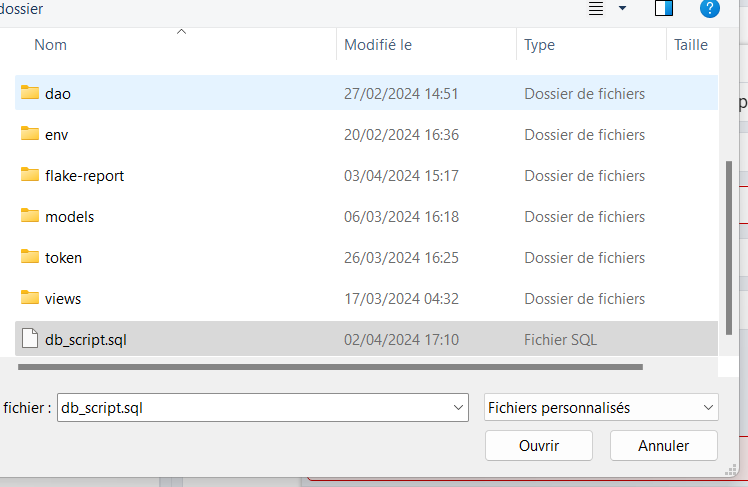 dossier
?
Nom Modifié le Type Taille
dao 27/02/2024 14:51 Dossier de fichiers
env 20/02/2024 16:36 Dossier de fichiers
flake-report 03/04/2024 15:17 Dossier de fichiers
models 06/03/2024 16:18 Dossier de fichiers
token 26/03/2024 16:25 Dossier de fichiers
views 17/03/2024 04:32 Dossier de fichiers
db_script.sql 02/04/2024 17:10 Fichier SQL
fichier : db_script.sql Fichiers personnalisés
Ouvrir Annuler